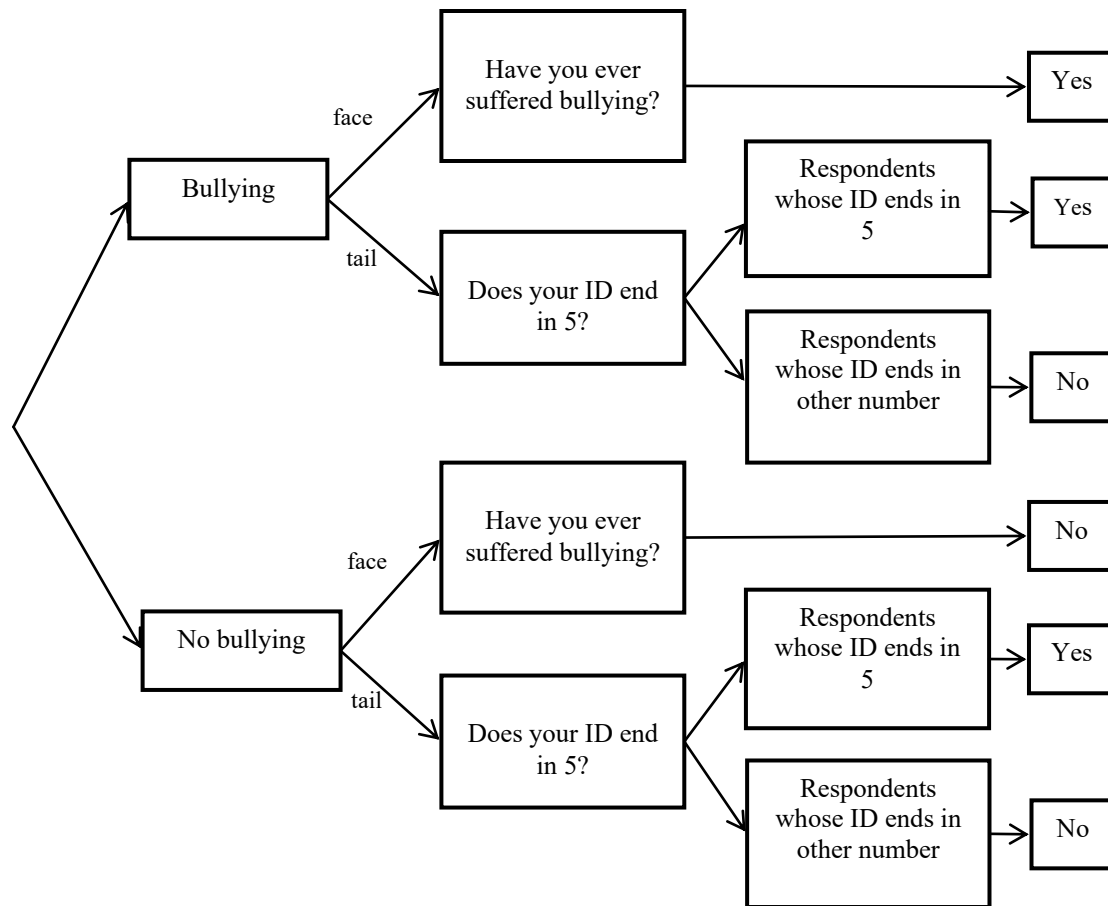 Have you ever
suffered bullying?
Yes
face
Bullying
Respondents
whose ID ends in
5
Yes
tail
Does your ID end
in 5?
Respondents
whose ID ends in
other number
No
Have you ever
suffered bullying?
No
face
No bullying
Respondents
whose ID ends in
5
Yes
tail
Does your ID end
in 5?
Respondents
whose ID ends in
other number
No